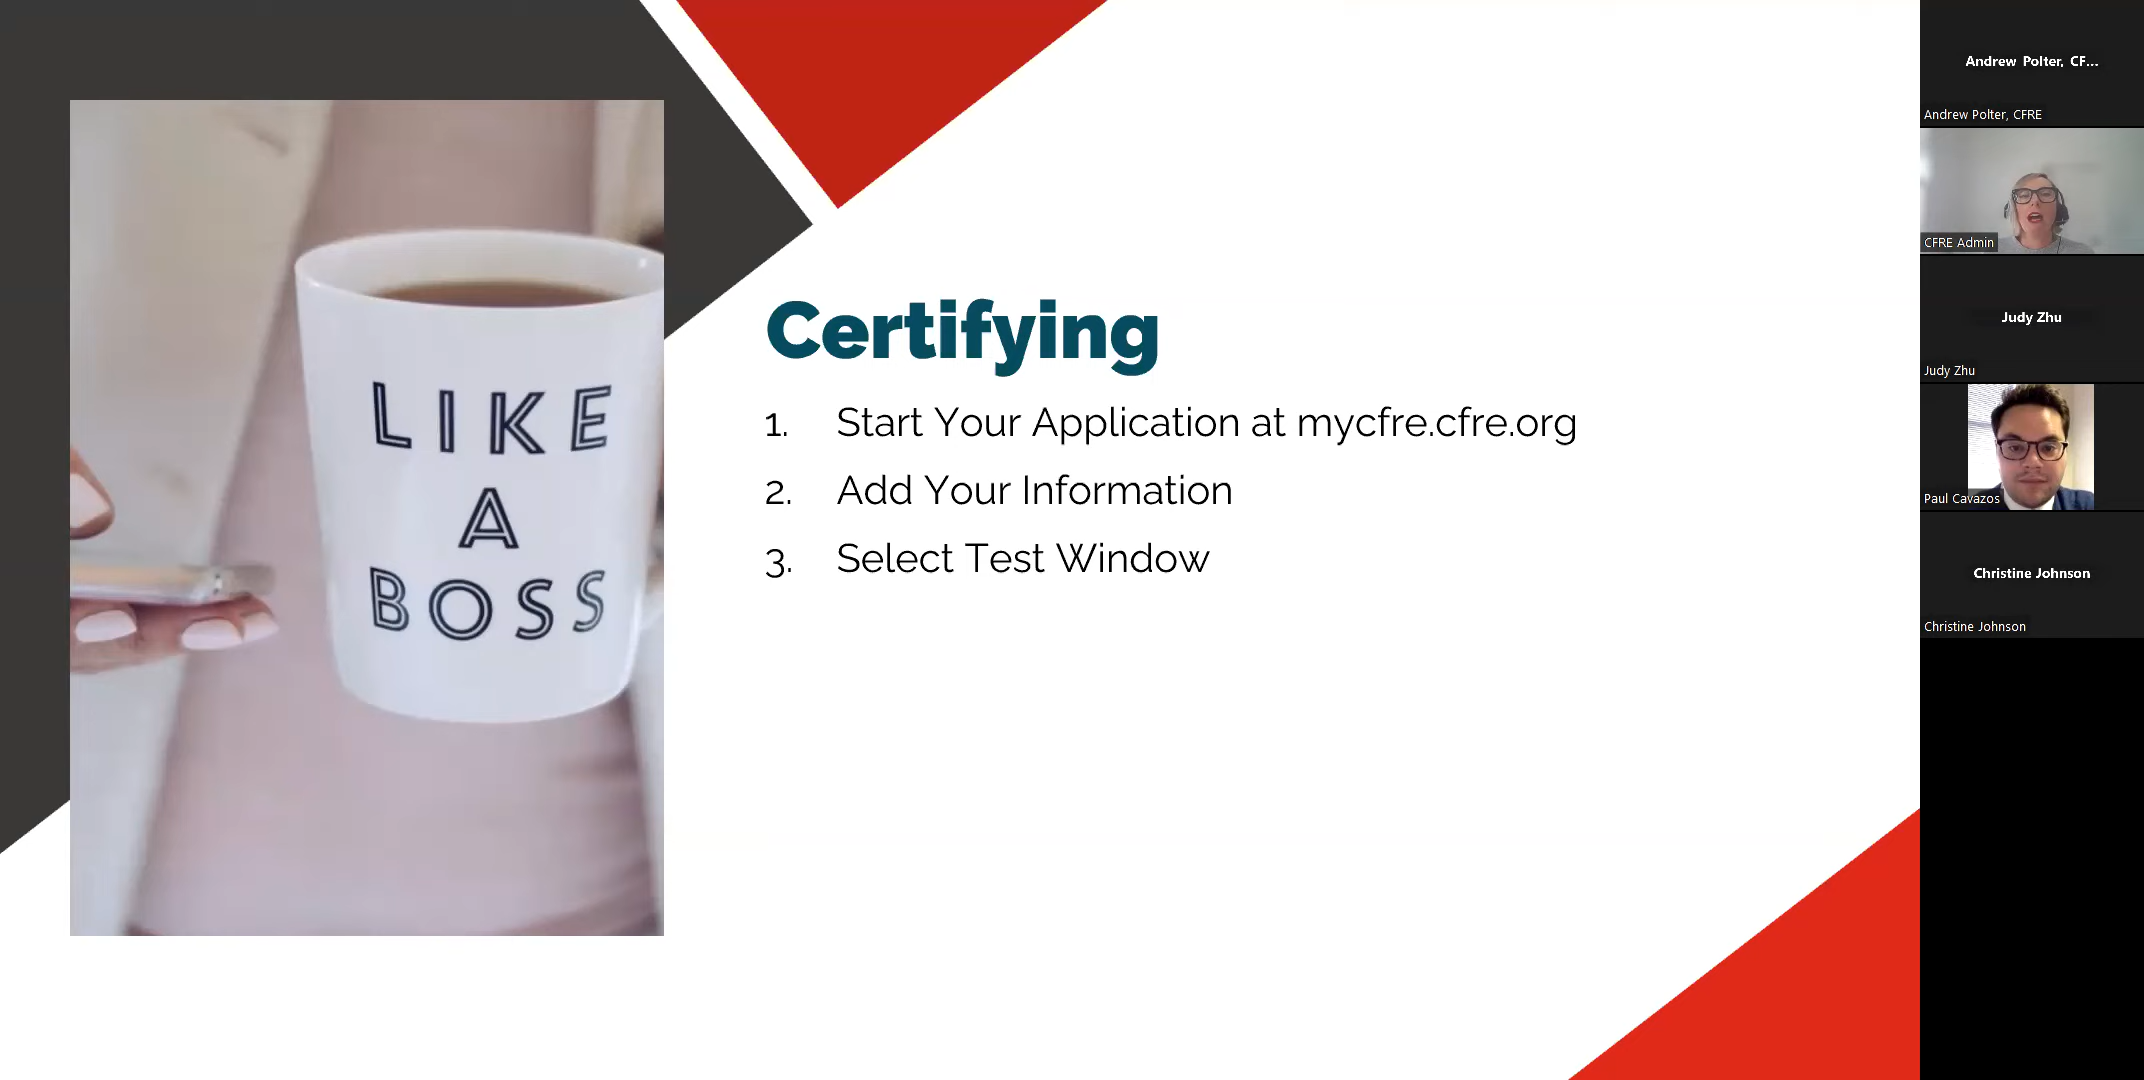 LIKE
A
BOSS
Certifying
1. Start Your Application at mycfre.cfre.org
2. Add Your Information
3. Select Test Window
Andrew Polter, CF...
Andrew Polter, CFRE
CFRE Admin
Judy Zhu
Judy Zhu
Paul Cavazos
Christine Johnson
Christine Johnson